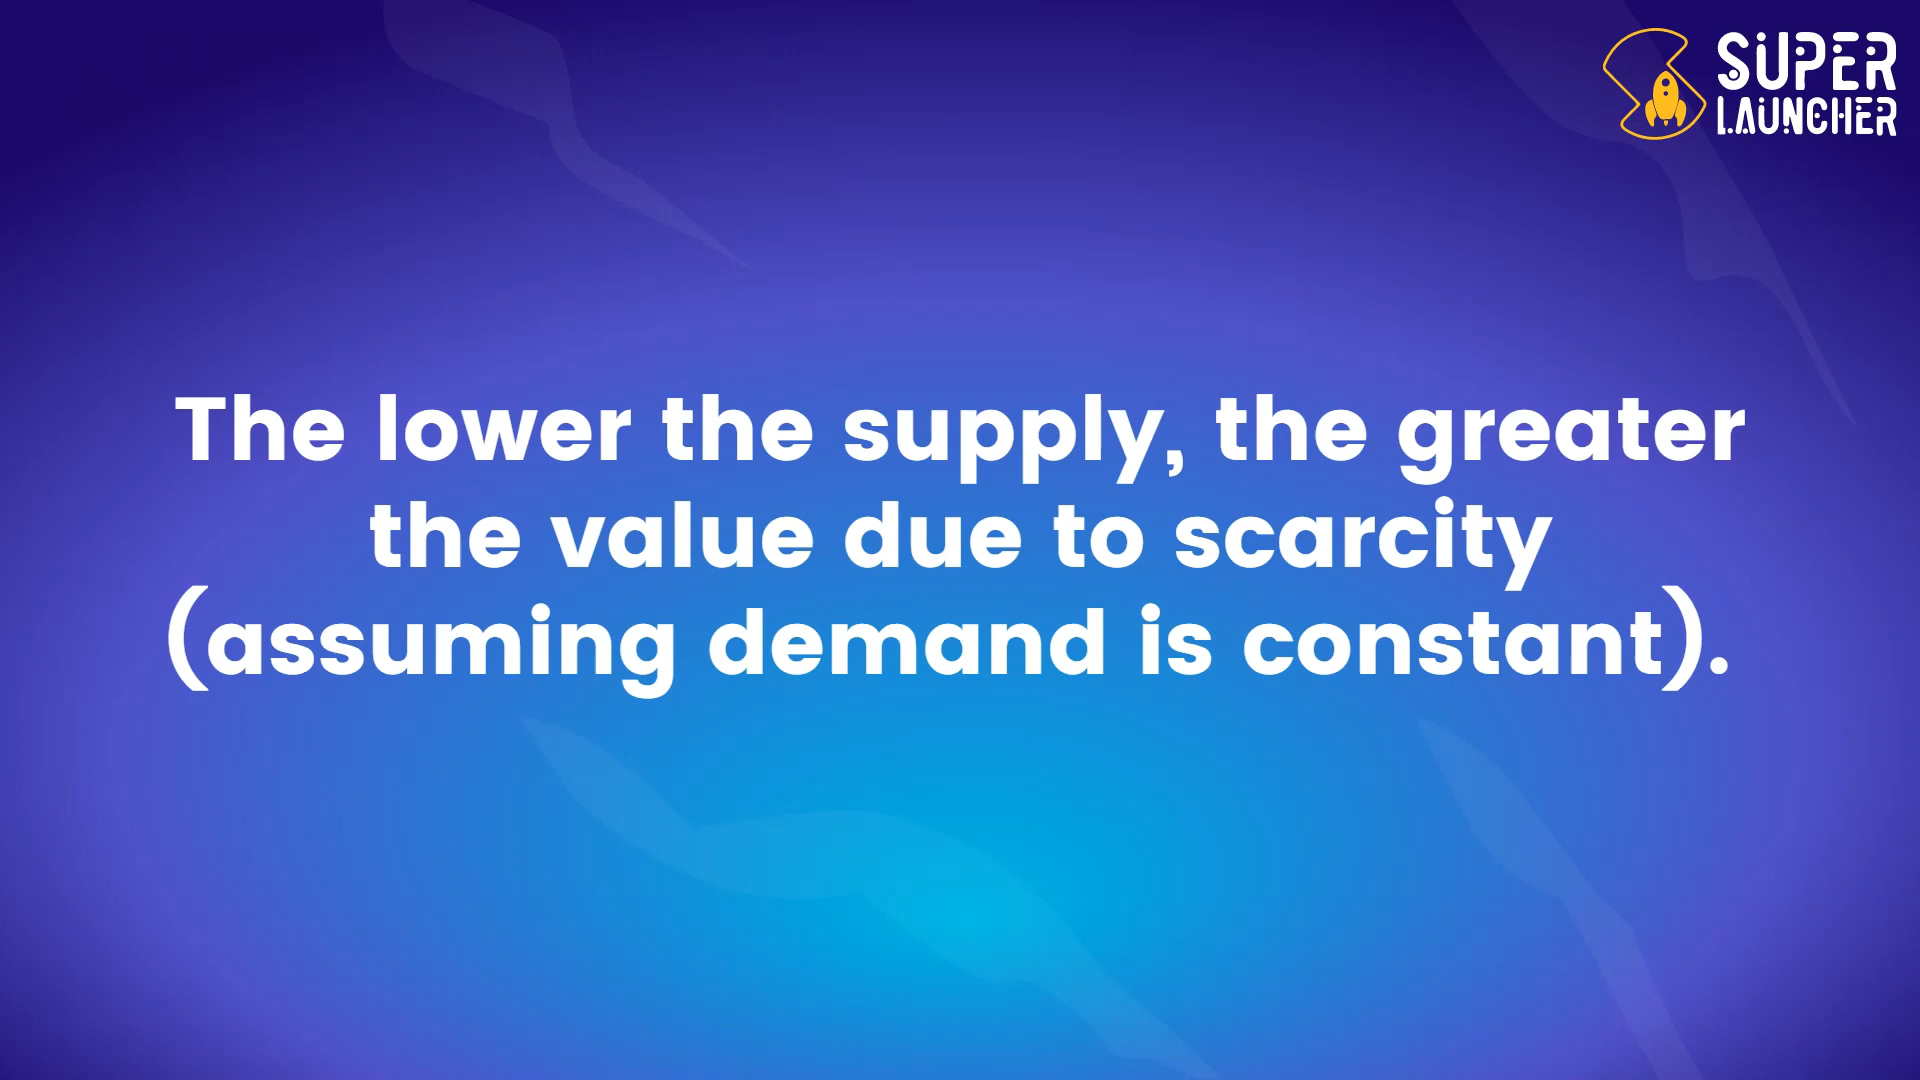 SUPER
LAUNCHER
The lower the supply, the greater
the value due to scarcity
(assuming demand is constant).